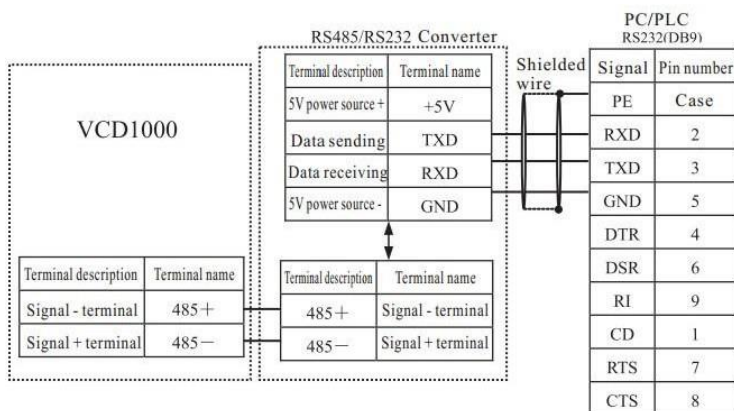 PC/PLC
RS232(DB9)
RS485/RS232 Converter
Shielded
wire
Signal Pin number
PE Case
RXD 2
TXD 3
GND 5
DTR 4
DSR 6
RI 9
CD 1
RTS 7
CTS 8
Terminal description Terminal name
5V power source+ +5V
Data sending TXD
Data receiving RXD
5V power source- GND
VCD1000
Terminal description Terminal name
Signal - terminal 485+
Signal + terminal 485-
Terminal description Terminal name
485+ Signal - terminal
485- Signal + terminal